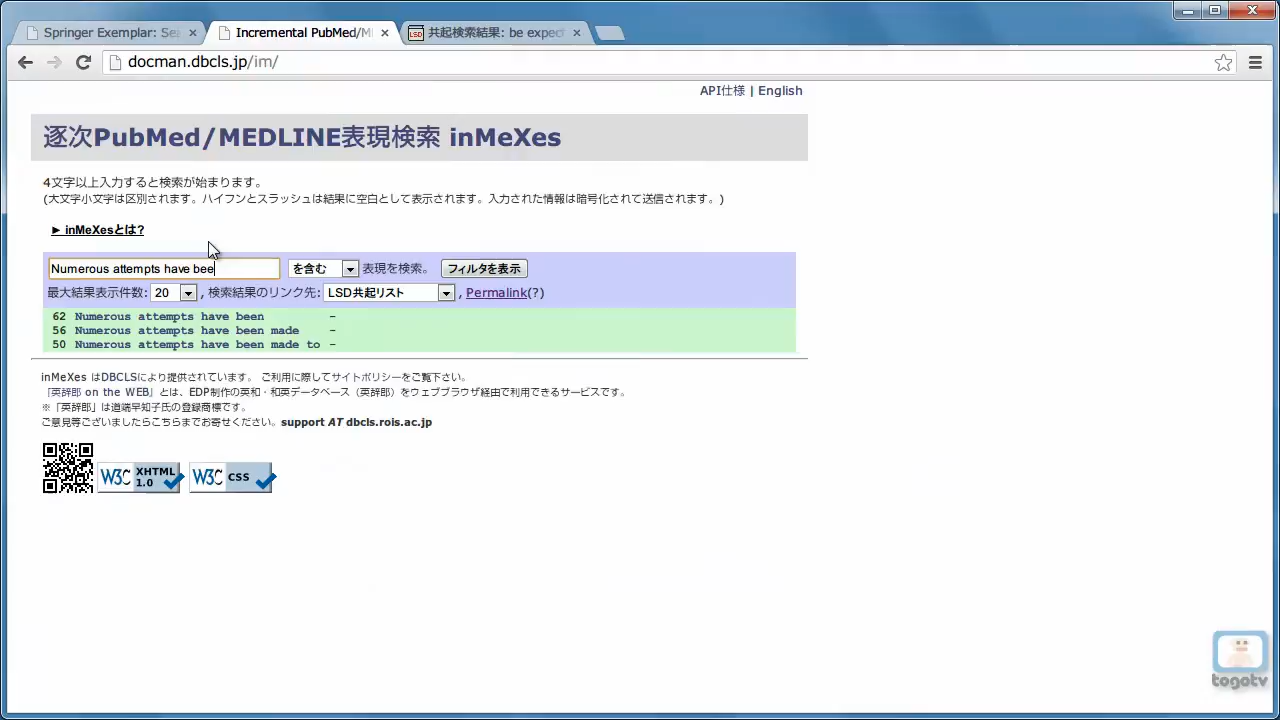 Springer Exemplar: Sea
Incremental PubMed/ME
LSD 共起検索結果: be expect
docman.dbcls.jp/im/
API仕様 | English
逐次PubMed/MEDLINE表現検索 inMeXes
4文字以上入力すると検索が始まります。
(大文字小文字は区別されます。ハイフンとスラッシュは結果に空白として表示されます。入力された情報は暗号化されて送信されます。)
► inMeXesとは?
Numerous attempts have bee を含む 表現を検索。 フィルタを表示
最大結果表示件数: 20 , 検索結果のリンク先: LSD共起リスト , Permalink(?)
62 Numerous attempts have been -
56 Numerous attempts have been made -
50 Numerous attempts have been made to -
inMeXes はDBCLSにより提供されています。 ご利用に際してサイトポリシーをご覧下さい。
「英辞郎 on the WEB」とは、EDP制作の英和・和英データベース（英辞郎）をウェブブラウザ経由で利用できるサービスです。
※「英辞郎」は道端早知子氏の登録商標です。
ご意見等ございましたらこちらまでお寄せください。support AT dbcls.rois.ac.jp
W3C XHTML 1.0
W3C CSS
togotv